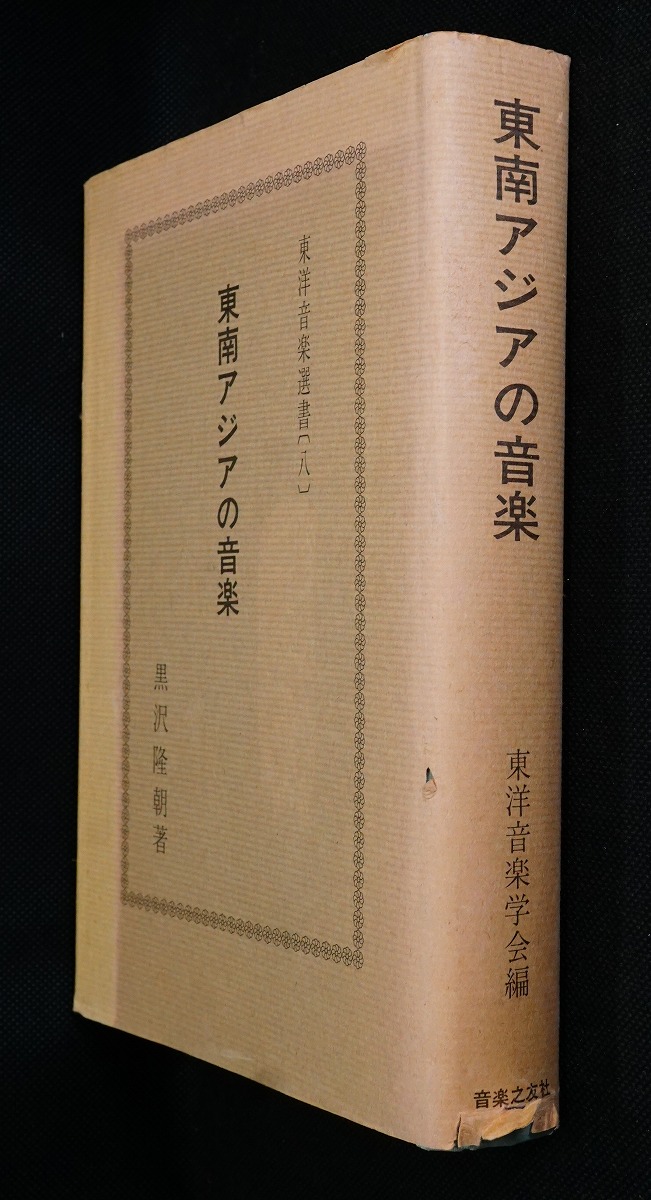 東洋音楽選書〔八〕
東南アジアの音楽
黒沢隆朝著
東南アジアの音楽
東洋音楽学会編
音楽之友社